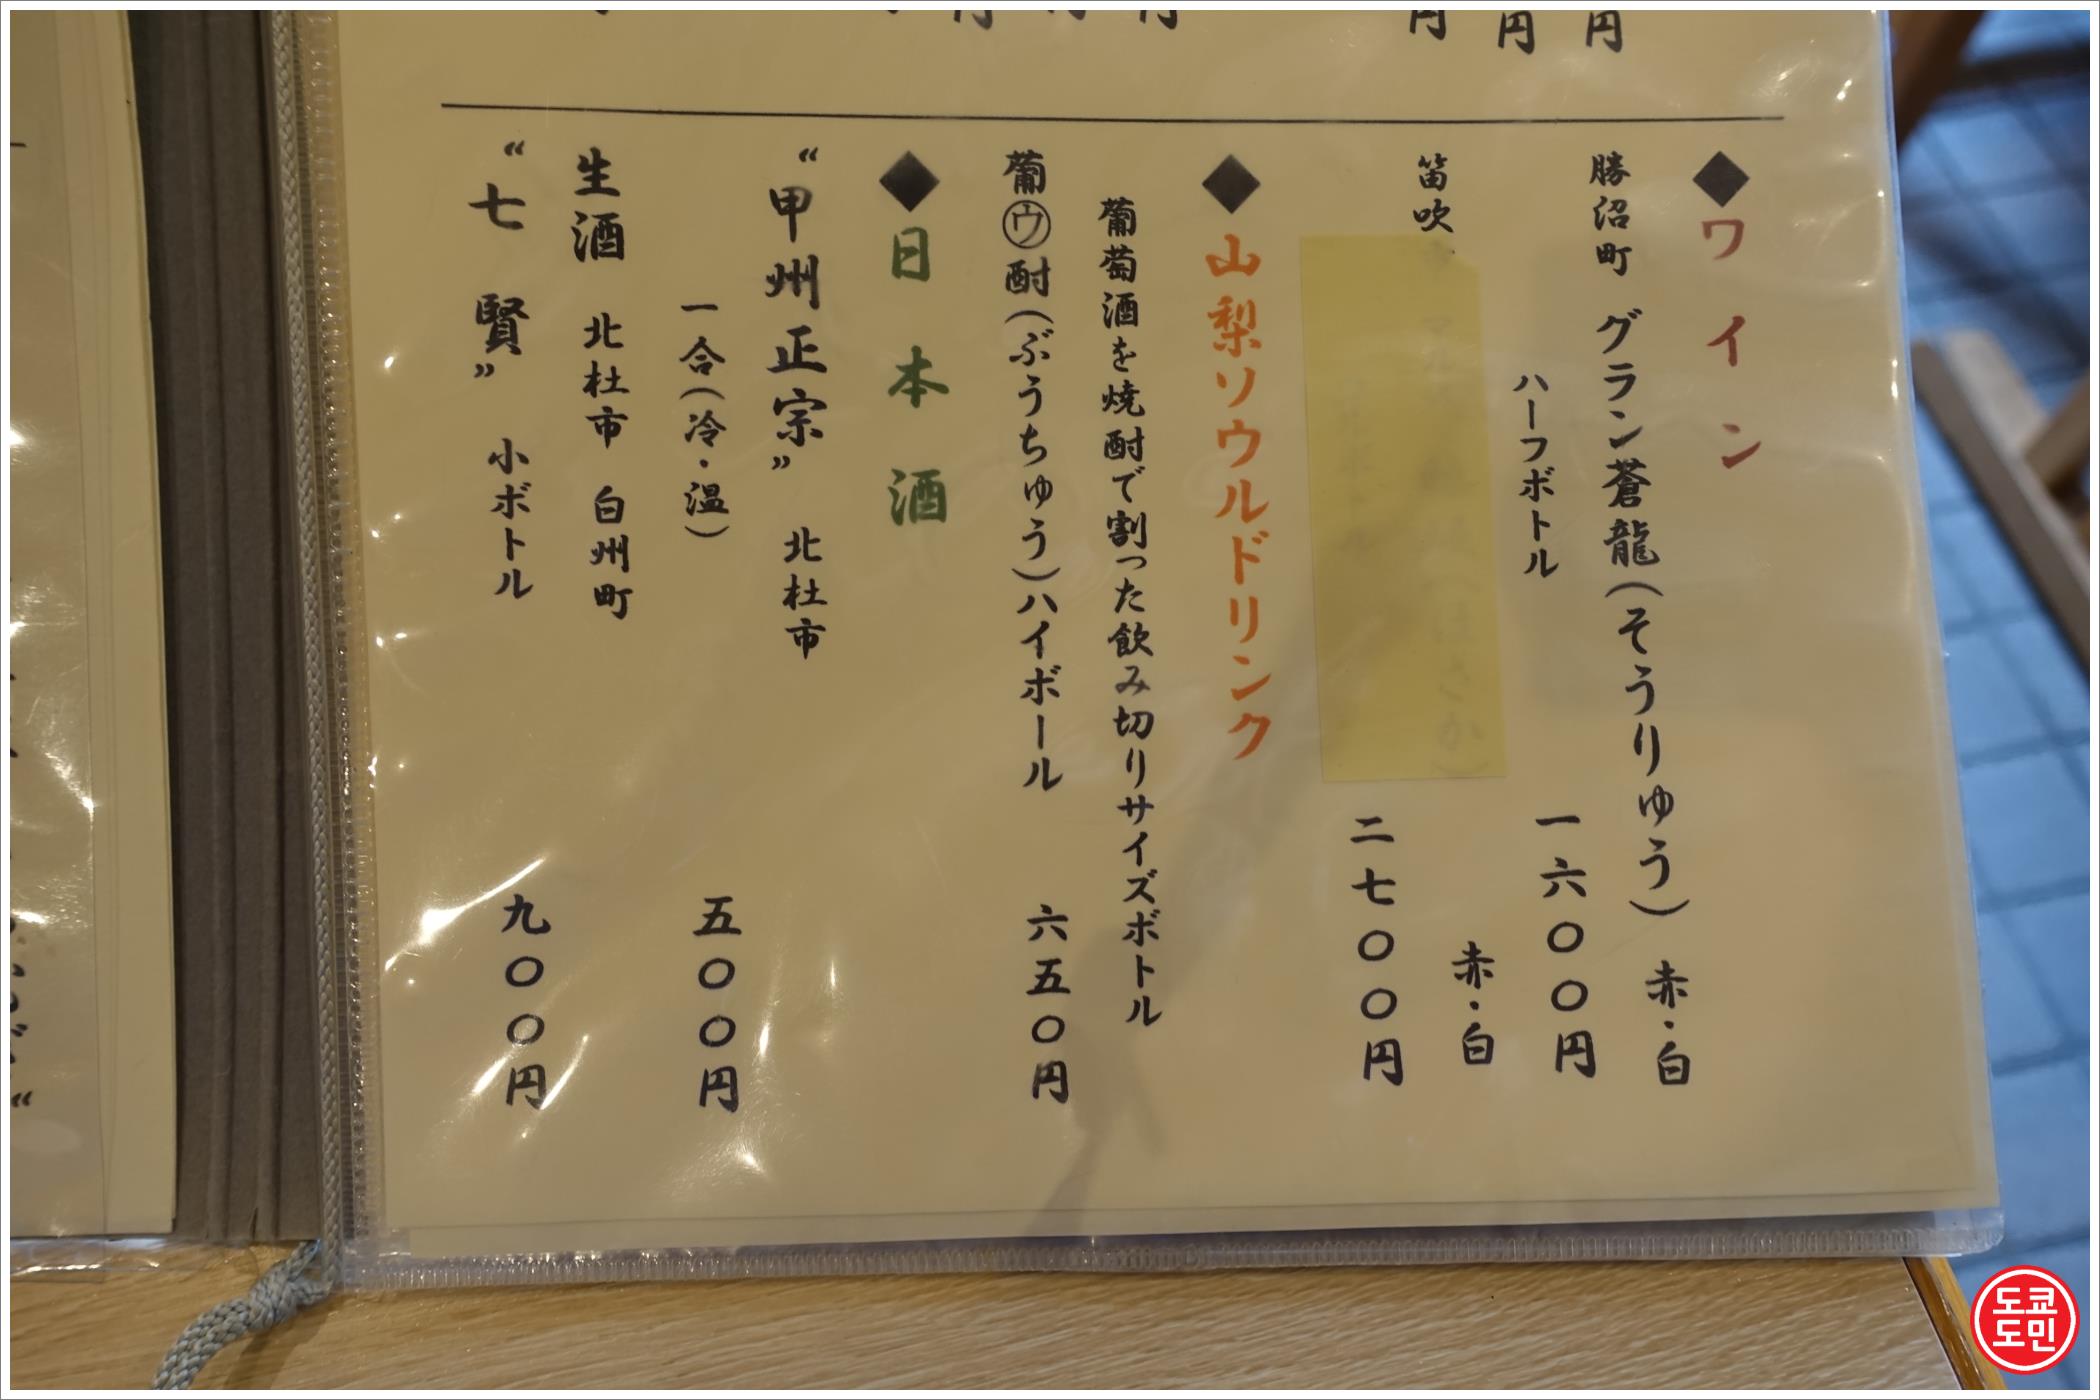 円
円
円
◆ワイン
勝沼町 グラン蒼龍(そうりゅう) 赤・白
ハーフボトル 一六〇〇円
笛吹 赤・白
二七〇〇円
◆山梨ソウルドリンク
葡萄酒を焼酎で割った飲み切りサイズボトル
葡㋒酎(ぶうちゅう)ハイボール 六五〇円
◆日本酒
“甲州正宗” 北杜市
一合(冷・温) 五〇〇円
生酒 北杜市 白州町
“七賢” 小ボトル 九〇〇円
도쿄
도민